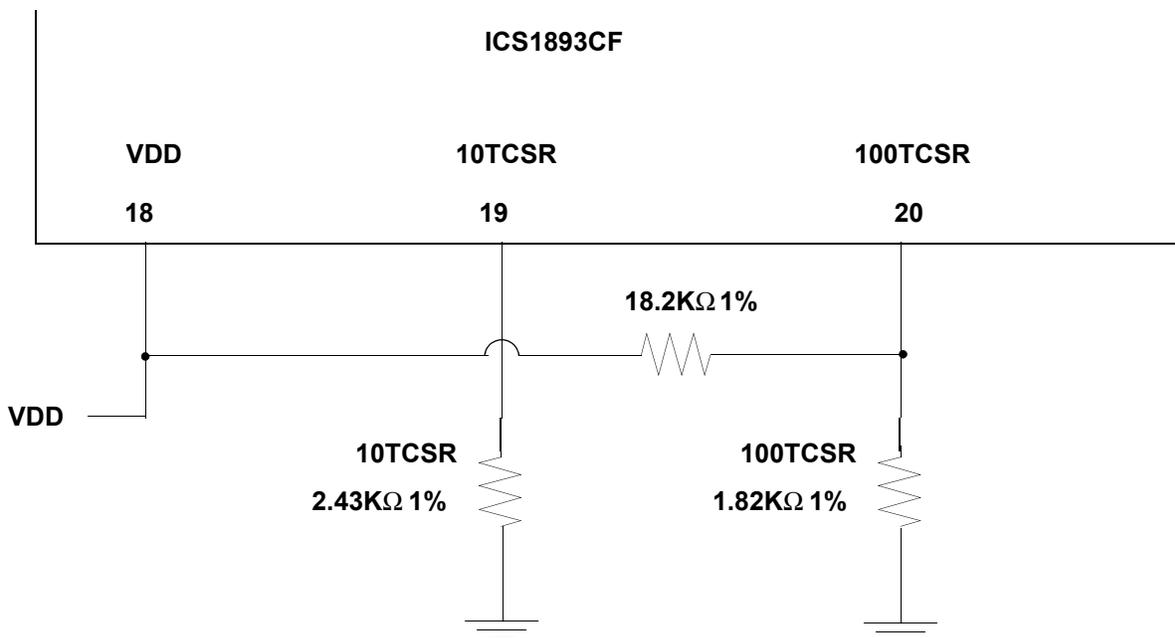 ICS1893CF
VDD 10TCSR 100TCSR
18 19 20
18.2KΩ 1%
VDD
10TCSR 100TCSR
2.43KΩ 1% 1.82KΩ 1%